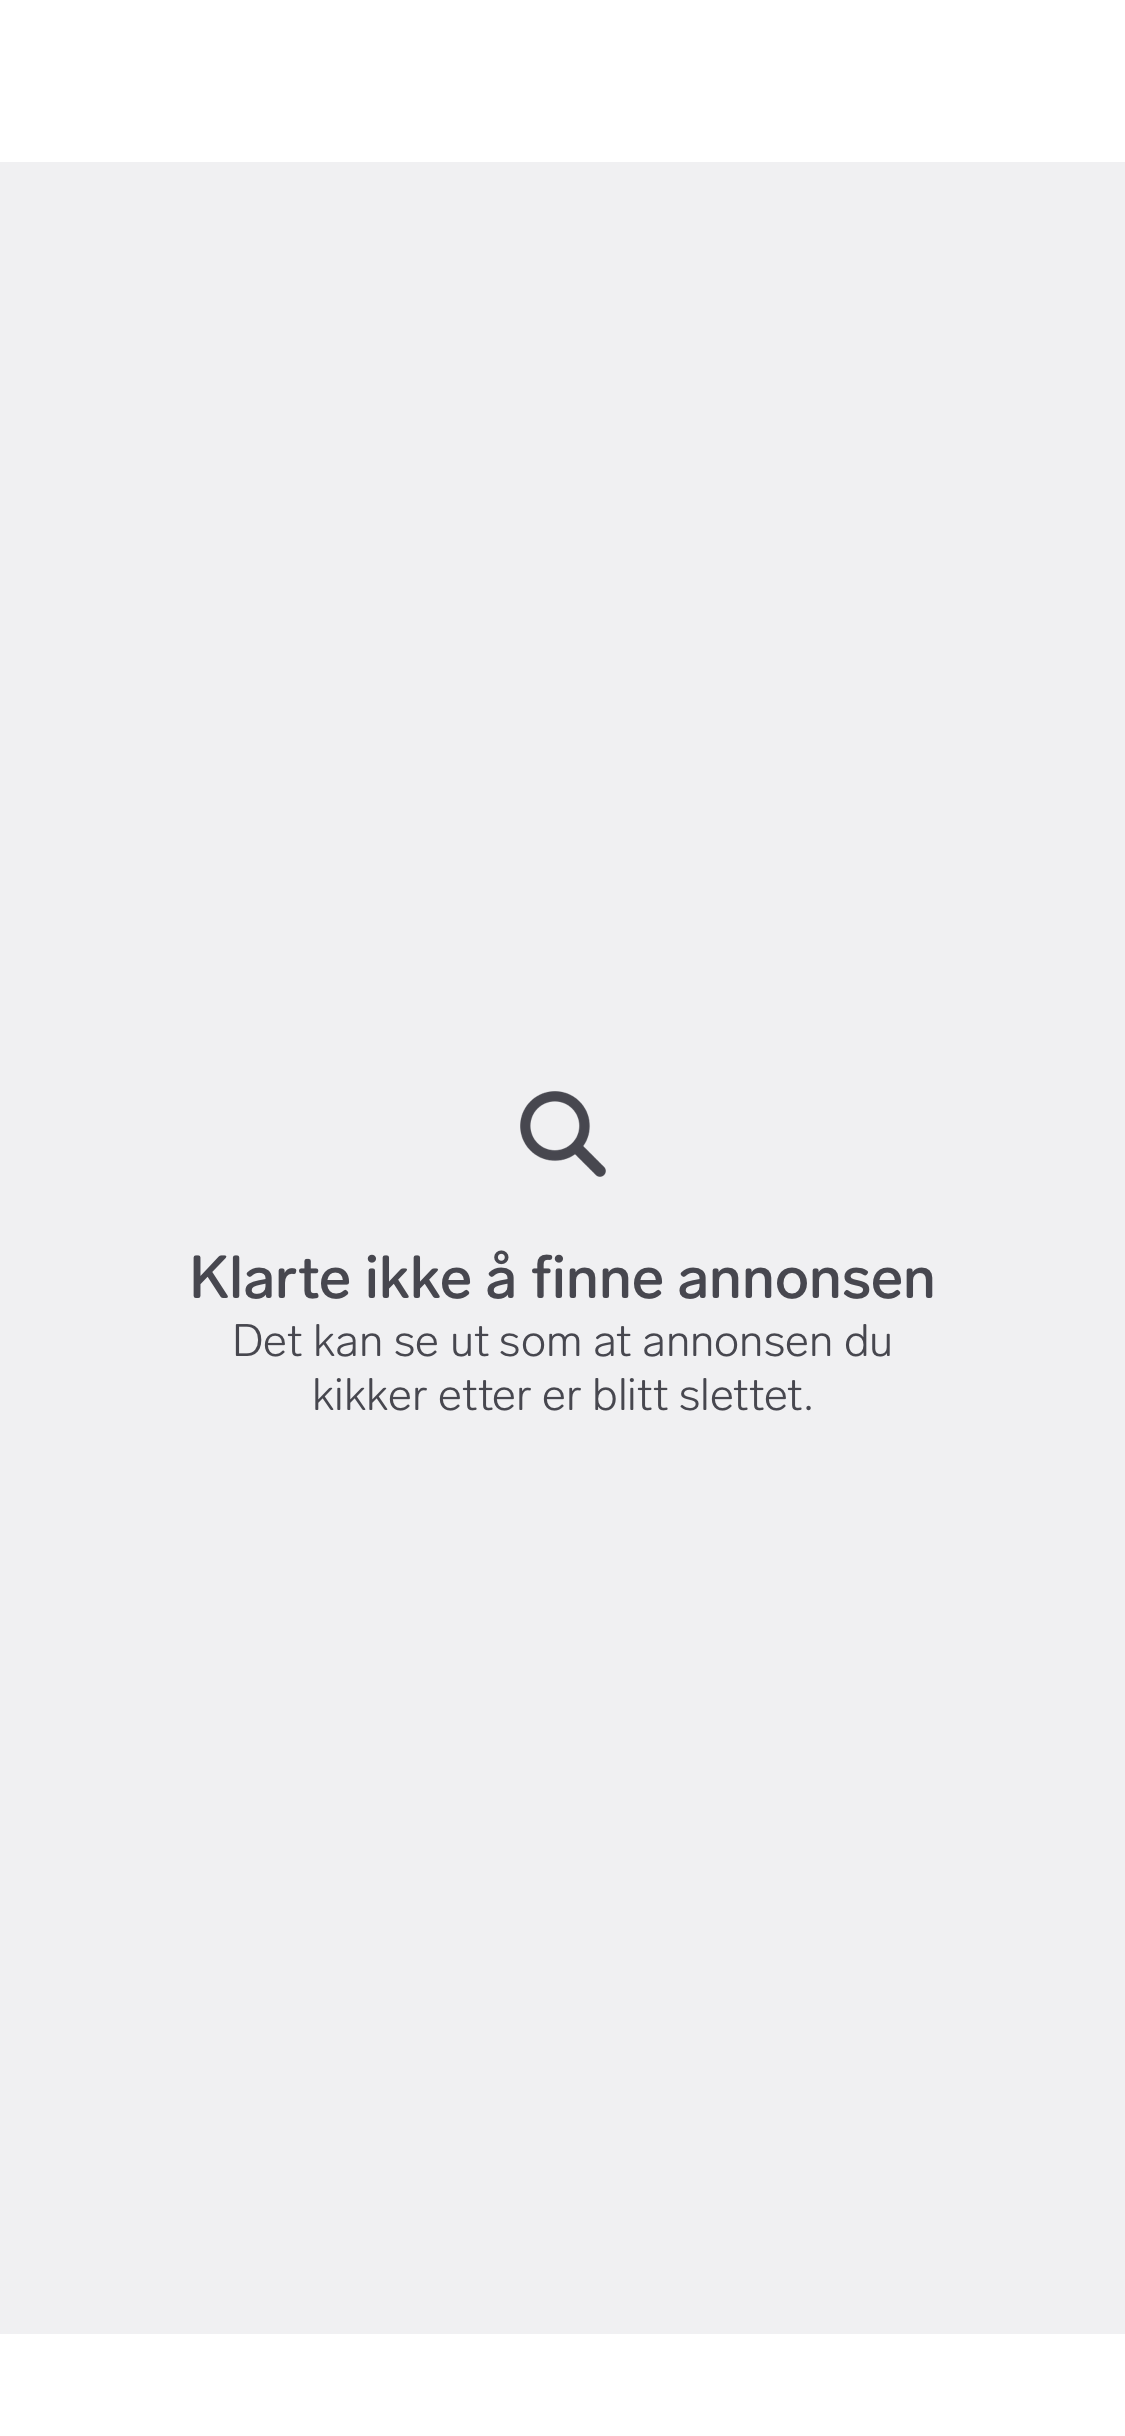 Klarte ikke å finne annonsen
Det kan se ut som at annonsen du
kikker etter er blitt slettet.